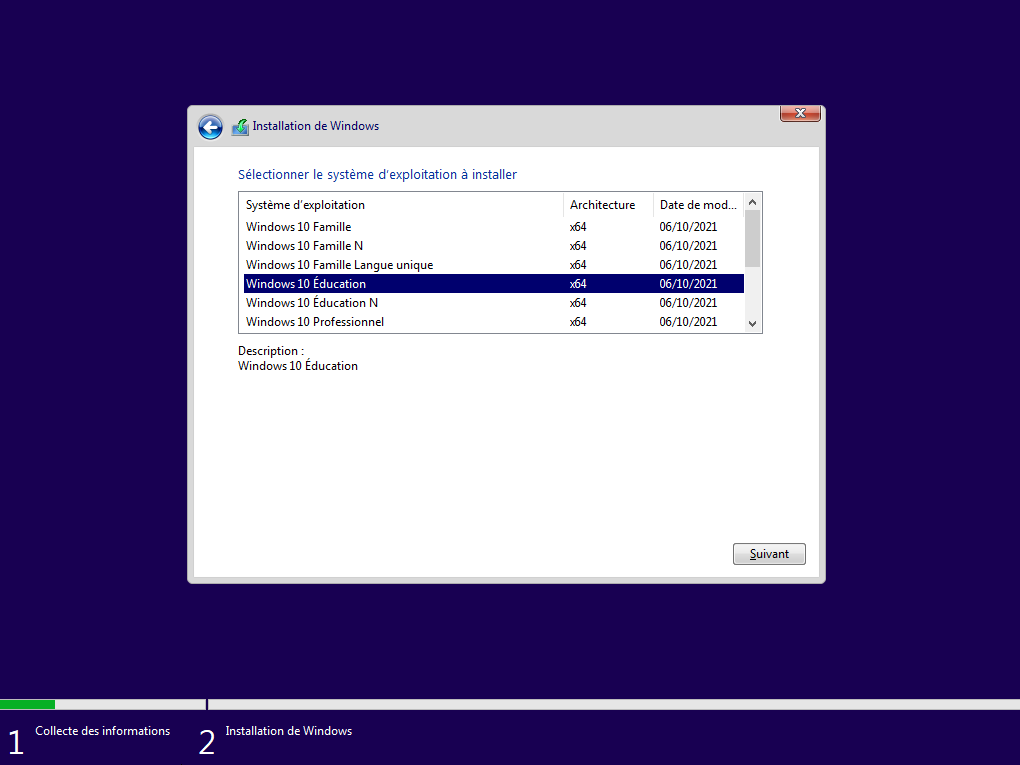 Installation de Windows
Sélectionner le système d'exploitation à installer
Système d'exploitation Architecture Date de mod...
Windows 10 Famille x64 06/10/2021
Windows 10 Famille N x64 06/10/2021
Windows 10 Famille Langue unique x64 06/10/2021
Windows 10 Éducation x64 06/10/2021
Windows 10 Éducation N x64 06/10/2021
Windows 10 Professionnel x64 06/10/2021
Description :
Windows 10 Éducation
Suivant
1 Collecte des informations 2 Installation de Windows